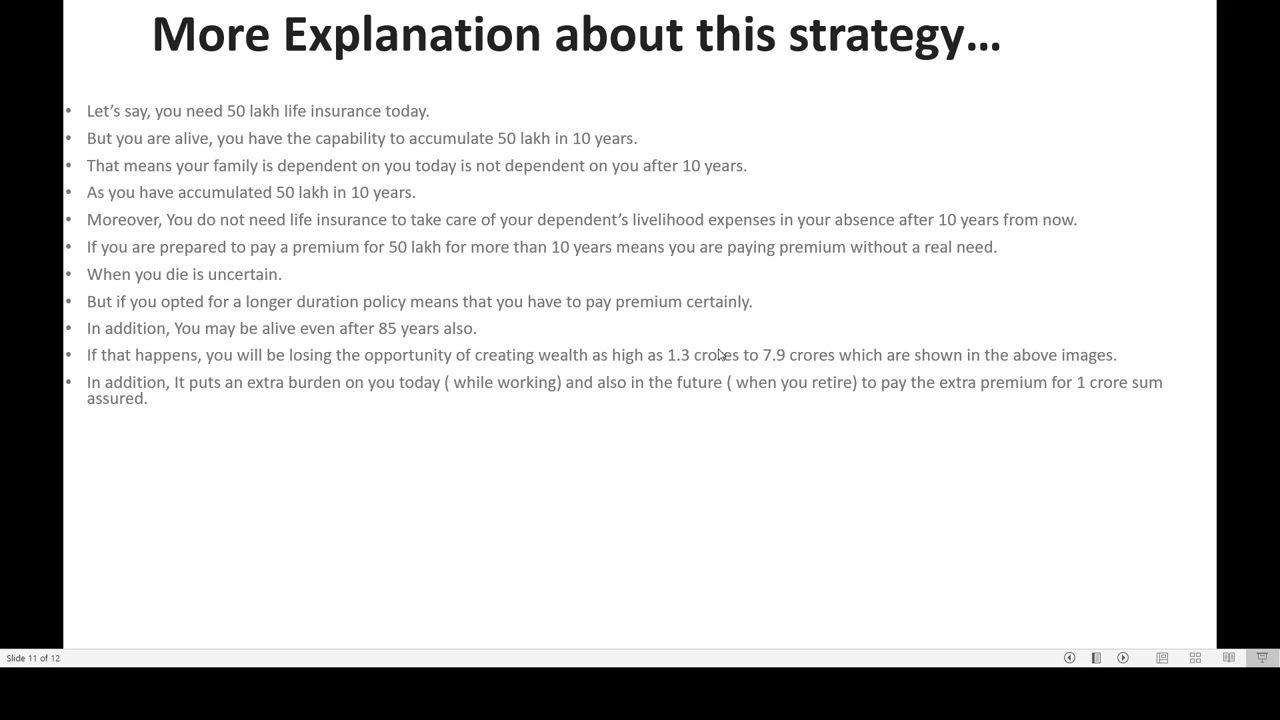 More Explanation about this strategy...
• Let's say, you need 50 lakh life insurance today.
• But you are alive, you have the capability to accumulate 50 lakh in 10 years.
• That means your family is dependent on you today is not dependent on you after 10 years.
• As you have accumulated 50 lakh in 10 years.
• Moreover, You do not need life insurance to take care of your dependent's livelihood expenses in your absence after 10 years from now.
• If you are prepared to pay a premium for 50 lakh for more than 10 years means you are paying premium without a real need.
• When you die is uncertain.
• But if you opted for a longer duration policy means that you have to pay premium certainly.
• In addition, You may be alive even after 85 years also.
• If that happens, you will be losing the opportunity of creating wealth as high as 1.3 crores to 7.9 crores which are shown in the above images.
• In addition, It puts an extra burden on you today ( while working) and also in the future ( when you retire) to pay the extra premium for 1 crore sum
assured.
Slide 11 of 12